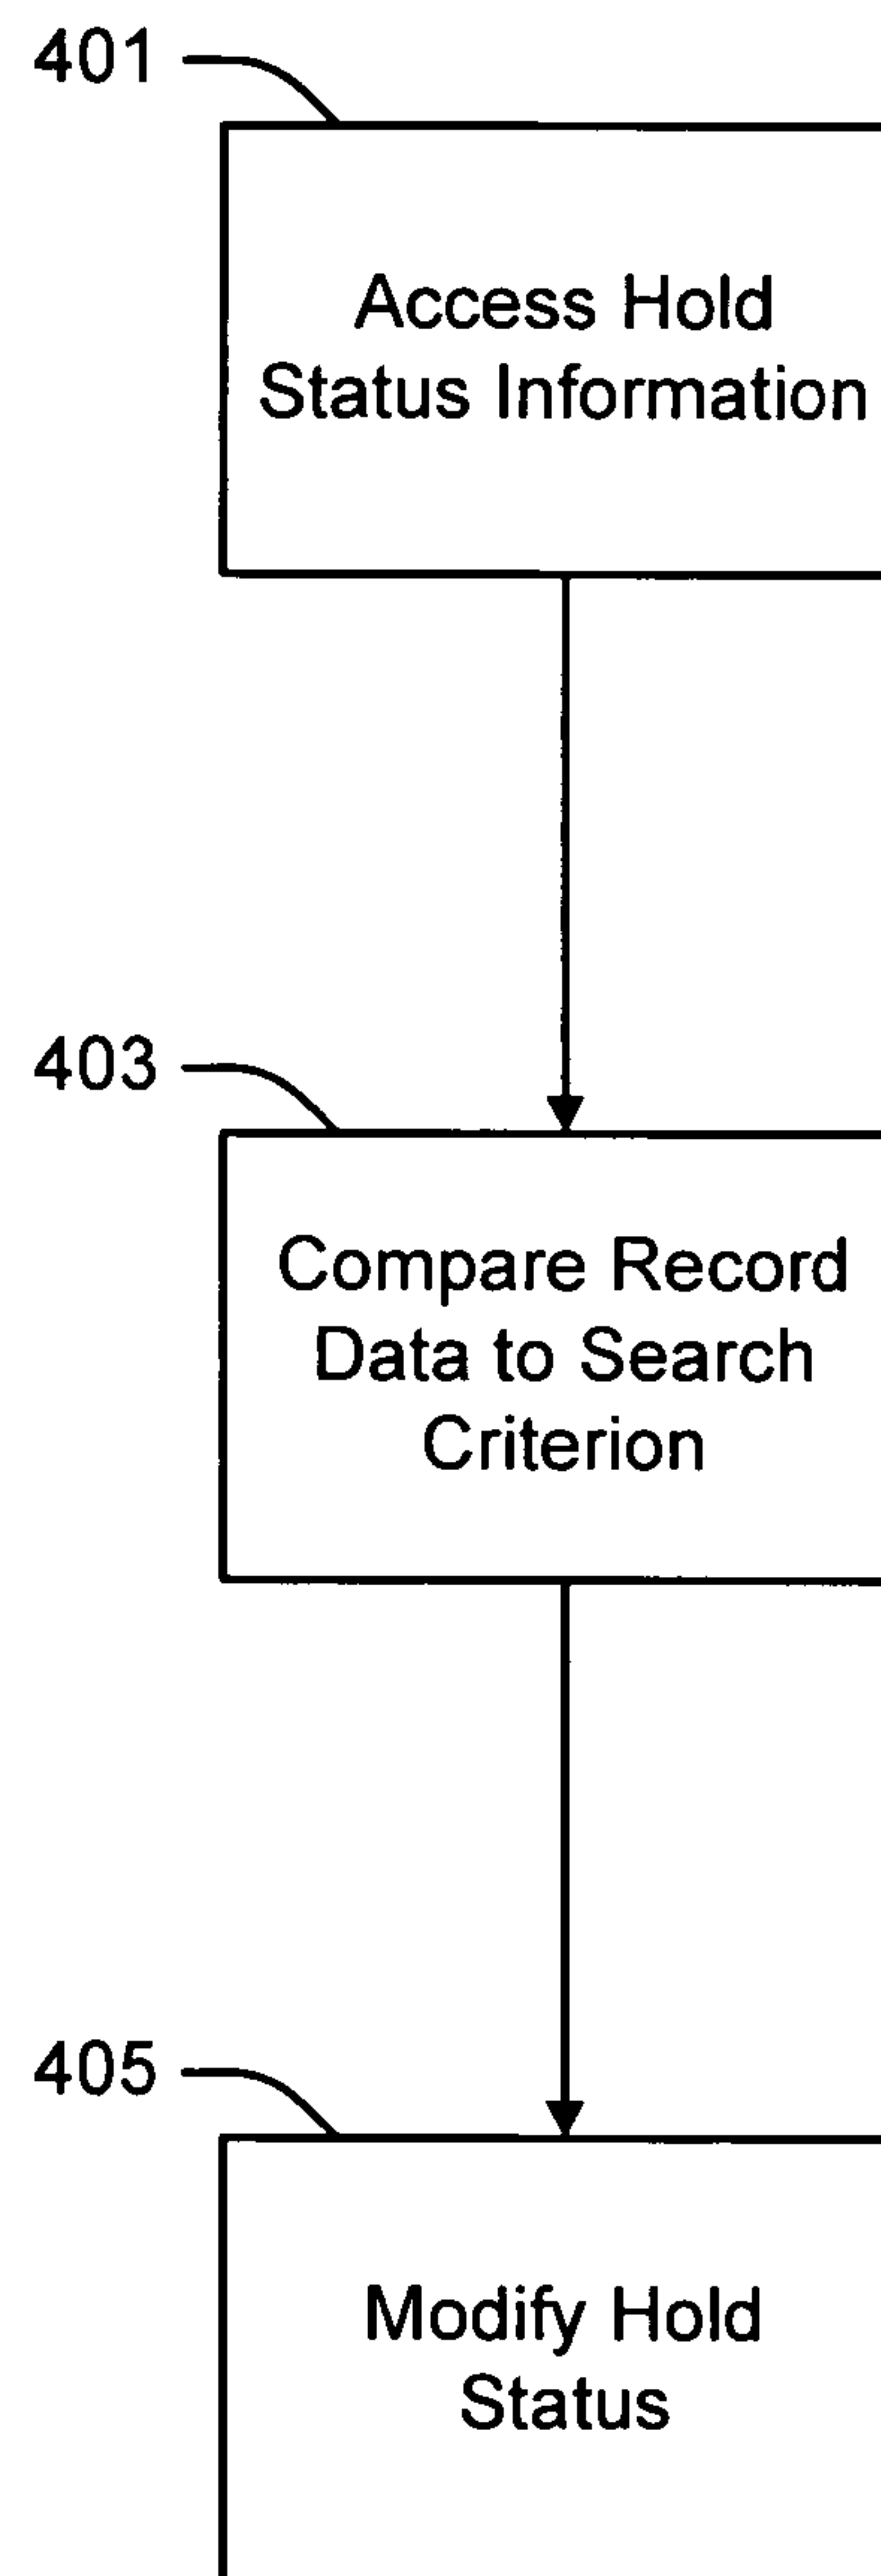 401
Access Hold
Status Information
403
Compare Record
Data to Search
Criterion
405
Modify Hold
Status